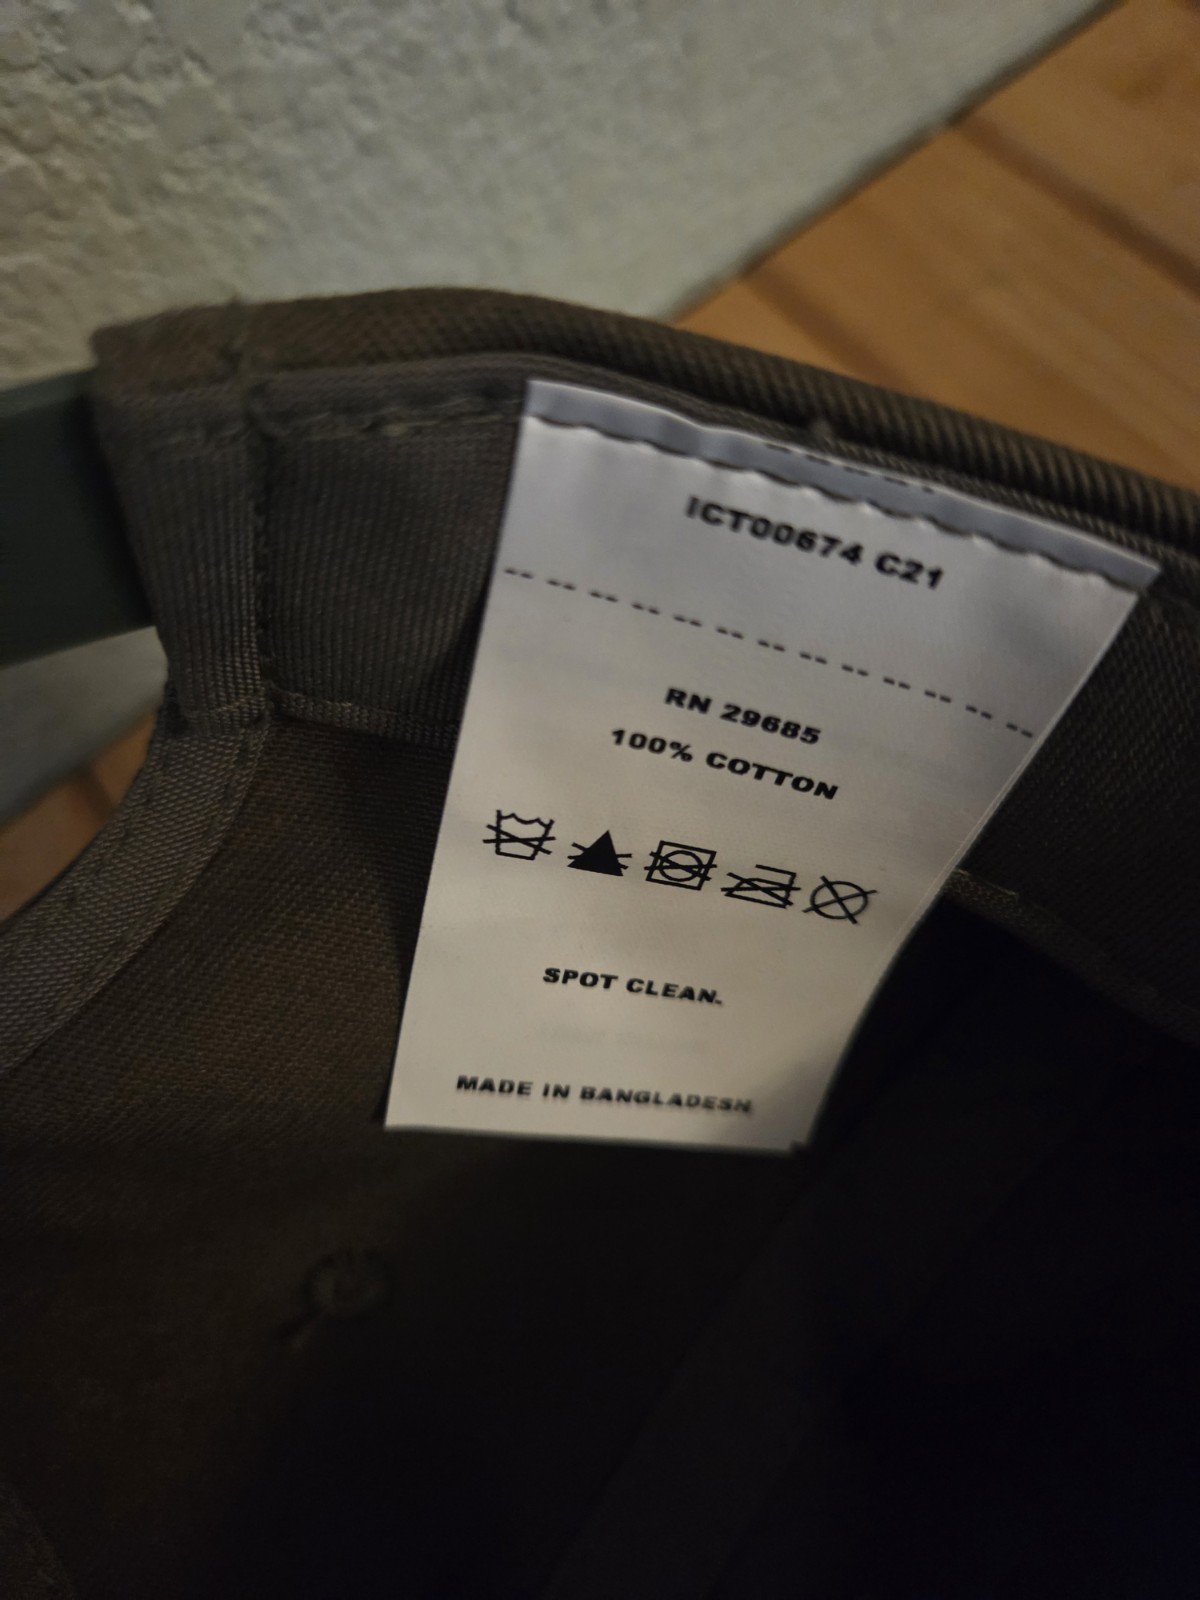 ICT00674 C21
RN 29685
100% COTTON
SPOT CLEAN.
MADE IN BANGLADESH